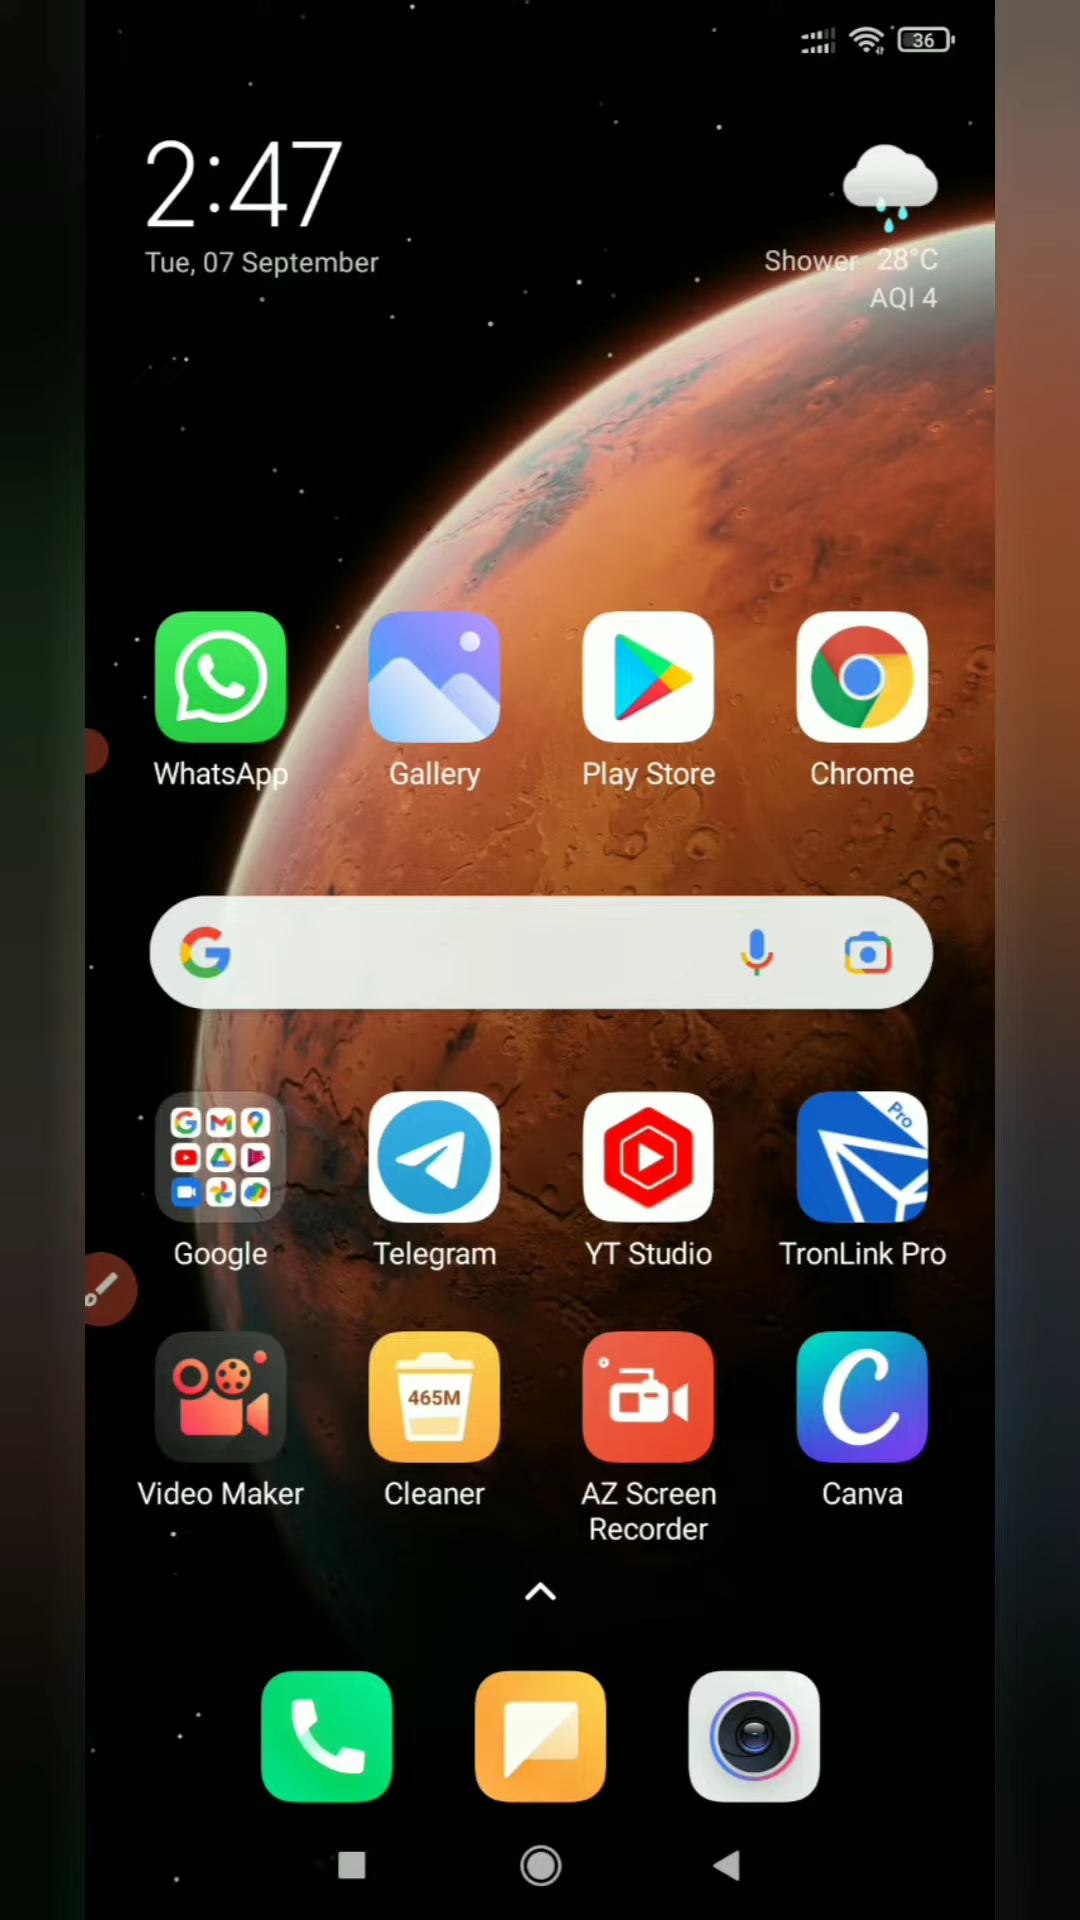 36
2:47
Tue, 07 September
Shower 28°C
AQI 4
WhatsApp
Gallery
Play Store
Chrome
Google
Telegram
YT Studio
Pro
TronLink Pro
465M
Video Maker
Cleaner
AZ Screen
Recorder
Canva